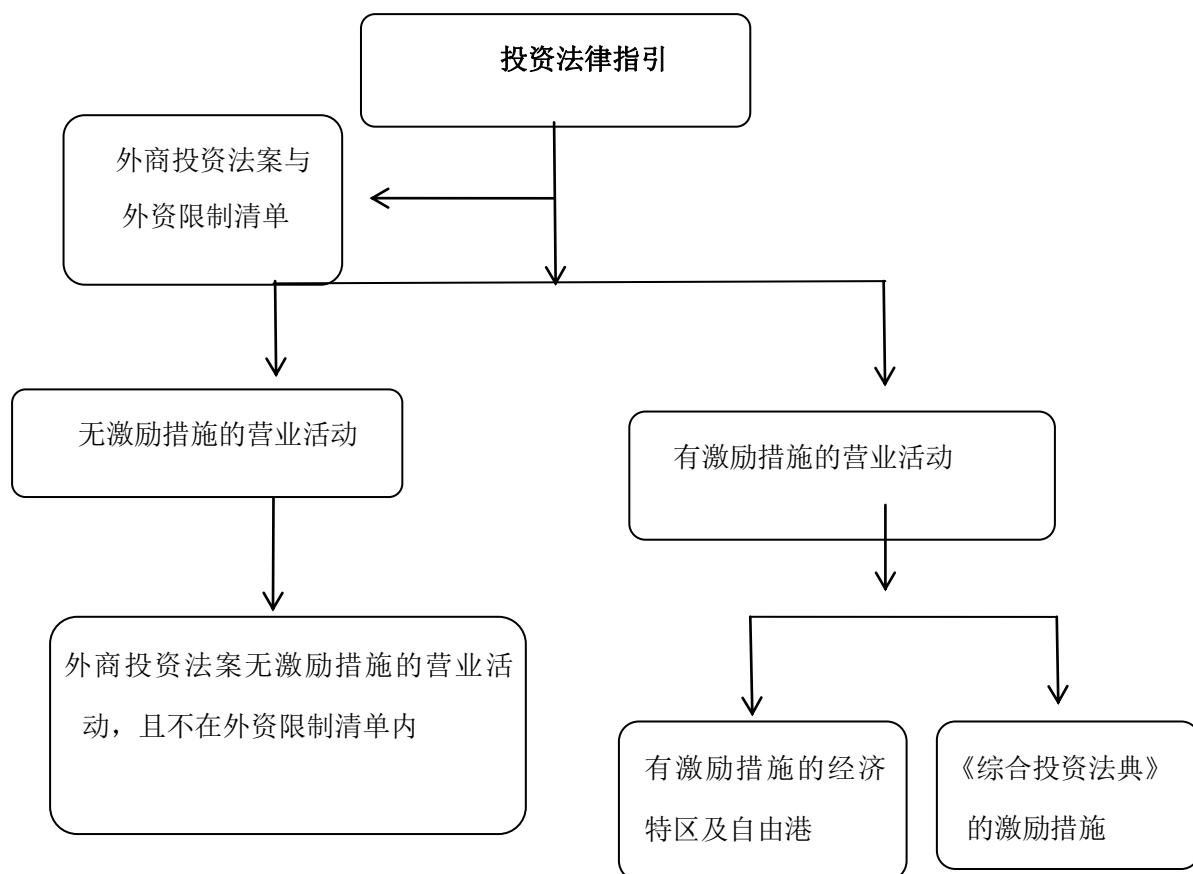 投资法律指引
外商投资法案与
外资限制清单
无激励措施的营业活动
有激励措施的营业活动
外商投资法案无激励措施的营业活
动，且不在外资限制清单内
有激励措施的经济
特区及自由港
《综合投资法典》
的激励措施